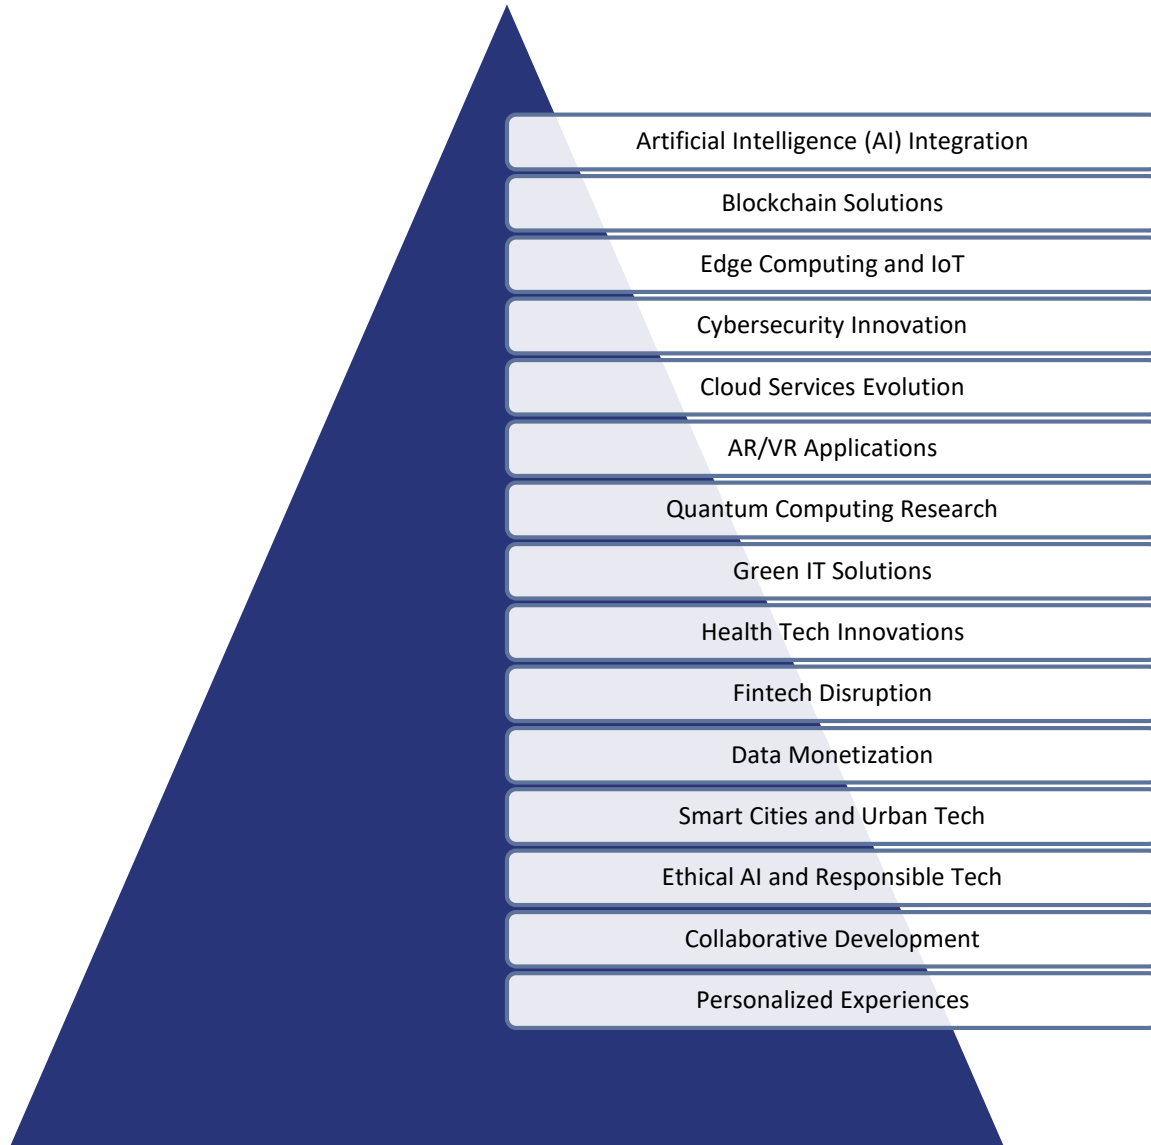 Artificial Intelligence (AI) Integration
Blockchain Solutions
Edge Computing and IoT
Cybersecurity Innovation
Cloud Services Evolution
AR/VR Applications
Quantum Computing Research
Green IT Solutions
Health Tech Innovations
Fintech Disruption
Data Monetization
Smart Cities and Urban Tech
Ethical AI and Responsible Tech
Collaborative Development
Personalized Experiences